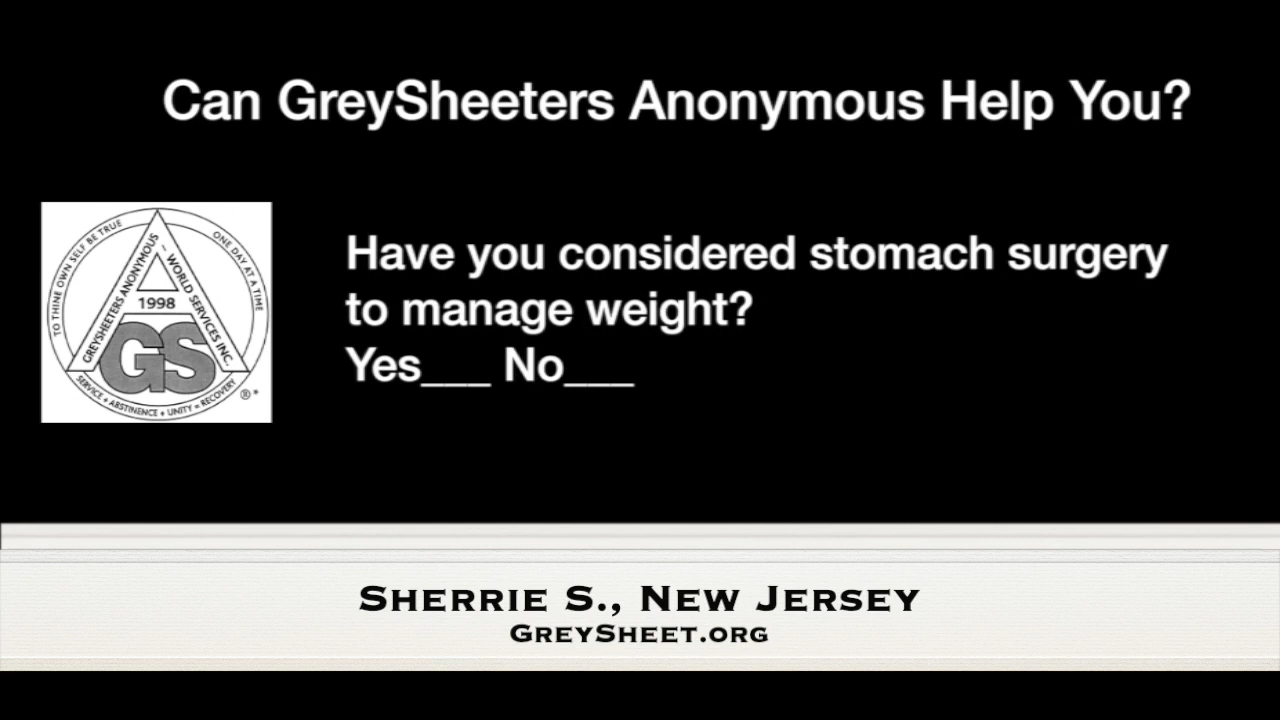 Can GreySheeters Anonymous Help You?
TO THINE OWN SELF BE TRUE
ONE DAY AT A TIME
GREYSHEETERS ANONYMOUS ~ WORLD SERVICES INC.
1998
GS
SERVICE + ABSTINENCE + UNITY = RECOVERY
®*
Have you considered stomach surgery
to manage weight?
Yes___ No___
SHERRIE S., NEW JERSEY
GREYSHEET.ORG